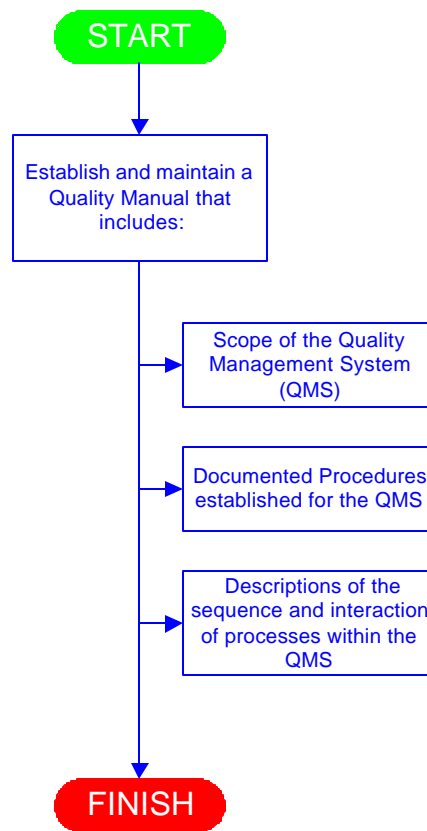 START
Establish and maintain a
Quality Manual that
includes:
Scope of the Quality
Management System
(QMS)
Documented Procedures
established for the QMS
Descriptions of the
sequence and interaction
of processes within the
QMS
FINISH